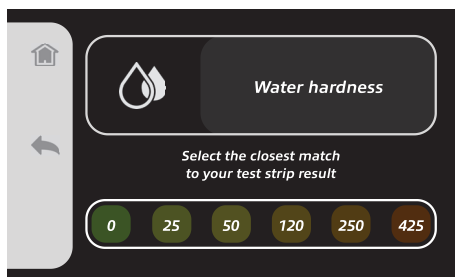 Water hardness
Select the closest match
to your test strip result
0 25 50 120 250 425